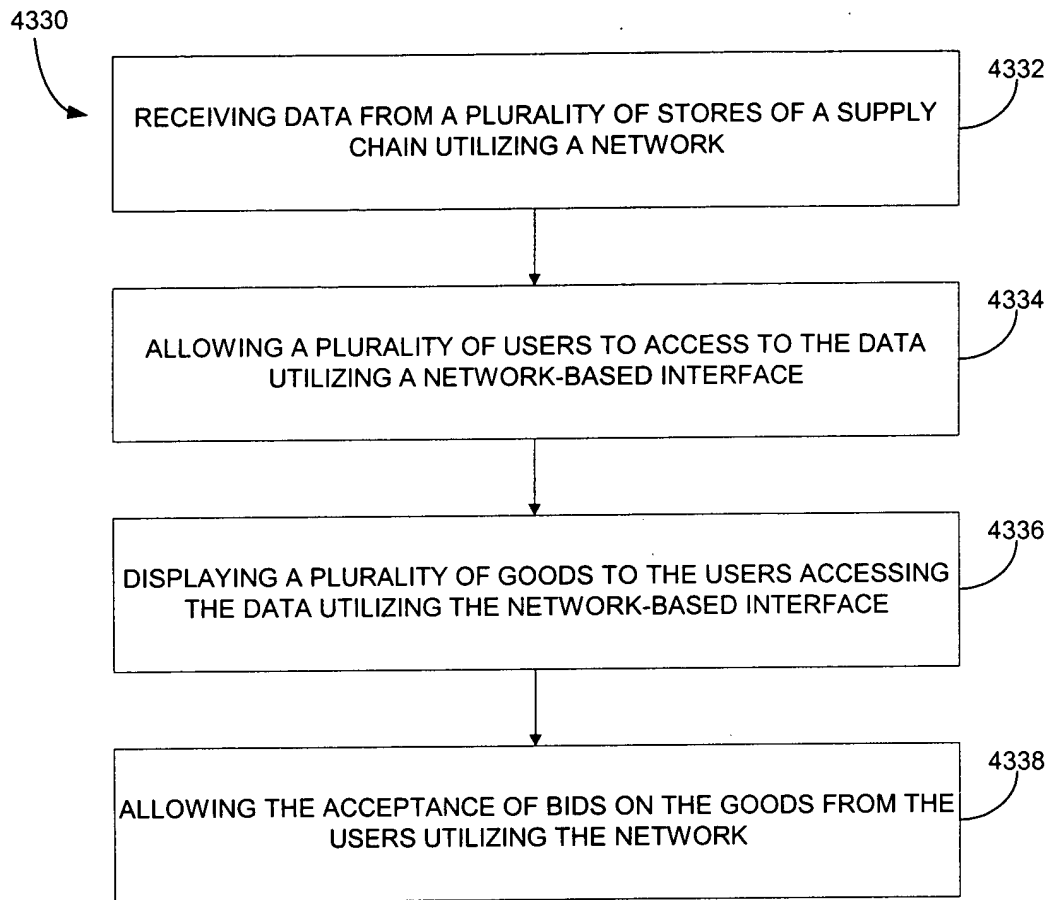 4330
4332
RECEIVING DATA FROM A PLURALITY OF STORES OF A SUPPLY
CHAIN UTILIZING A NETWORK
4334
ALLOWING A PLURALITY OF USERS TO ACCESS TO THE DATA
UTILIZING A NETWORK-BASED INTERFACE
4336
DISPLAYING A PLURALITY OF GOODS TO THE USERS ACCESSING
THE DATA UTILIZING THE NETWORK-BASED INTERFACE
4338
ALLOWING THE ACCEPTANCE OF BIDS ON THE GOODS FROM THE
USERS UTILIZING THE NETWORK